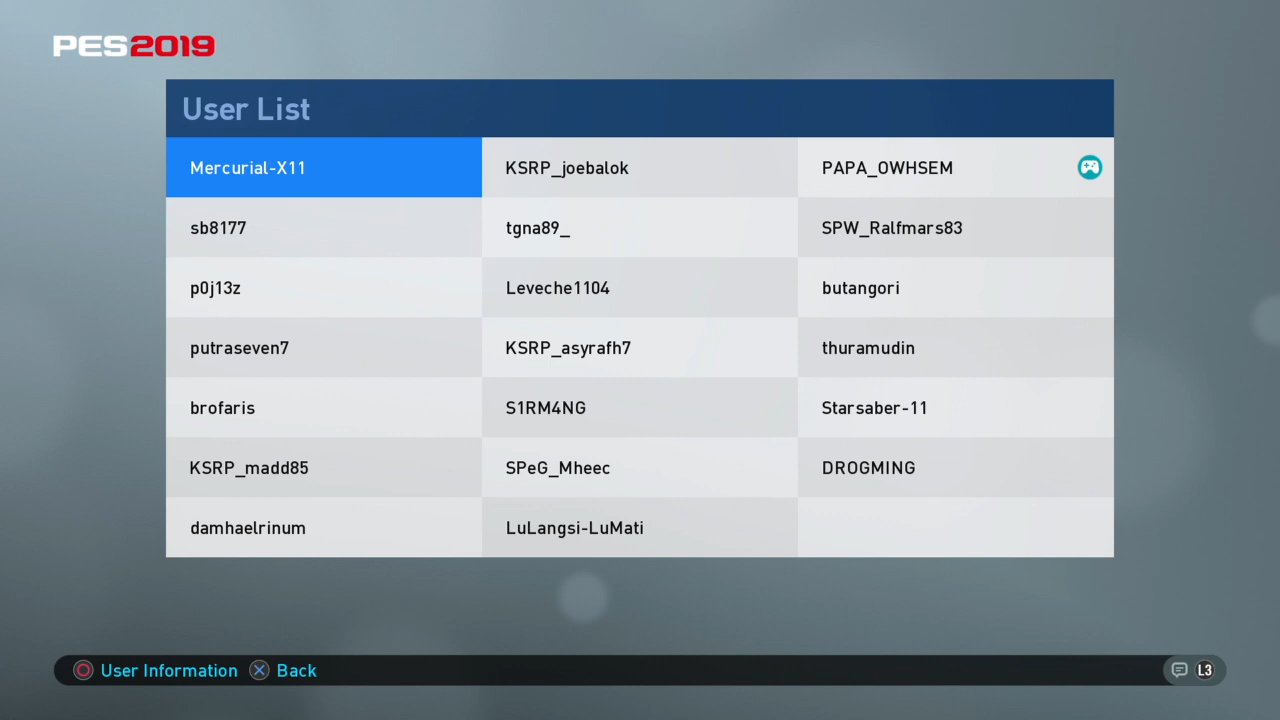 PES2019
User List
Mercurial-X11 KSRP_joebalok PAPA_OWHSEM
sb8177 tgna89_ SPW_Ralfmars83
p0j13z Leveche1104 butangori
putraseven7 KSRP_asyrafh7 thuramudin
brofaris S1RM4NG Starsaber-11
KSRP_madd85 SPeG_Mheec DROGMING
damhaelrinum LuLangsi-LuMati
User Information Back L3